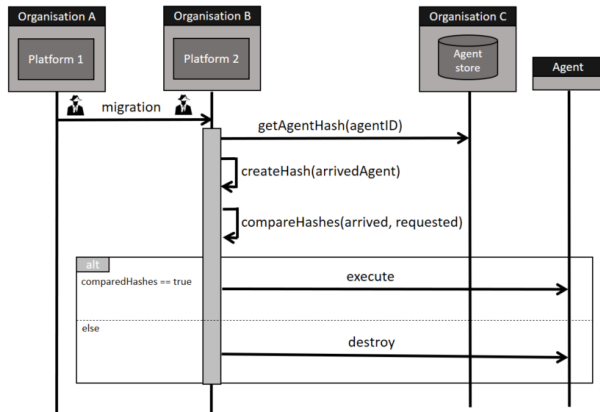 Organisation A
Organisation B
Organisation C
Platform 1
Platform 2
Agent
store
Agent
migration
getAgentHash(agentID)
createHash(arrivedAgent)
compareHashes(arrived, requested)
alt
comparedHashes == true
execute
else
destroy